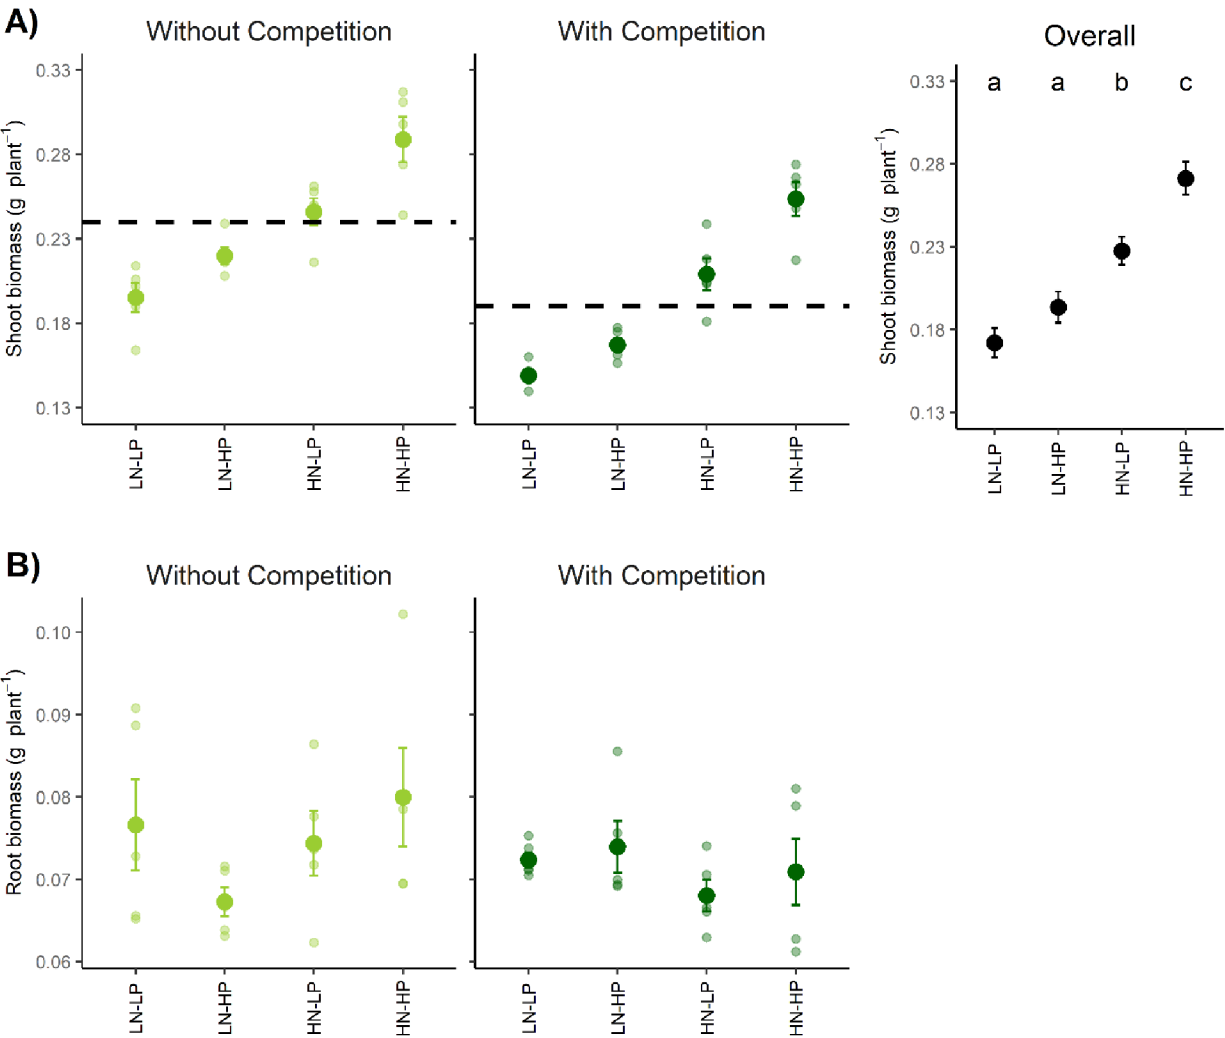 A)
Without Competition
With Competition
Overall
Shoot biomass (g plant⁻¹)
0.33
0.28
0.23
0.18
0.13
LN-LP
LN-HP
HN-LP
HN-HP
LN-LP
LN-HP
HN-LP
HN-HP
Shoot biomass (g plant⁻¹)
0.33
0.28
0.23
0.18
0.13
a a b c
LN-LP
LN-HP
HN-LP
HN-HP
B)
Without Competition
With Competition
Root biomass (g plant⁻¹)
0.10
0.09
0.08
0.07
0.06
LN-LP
LN-HP
HN-LP
HN-HP
LN-LP
LN-HP
HN-LP
HN-HP